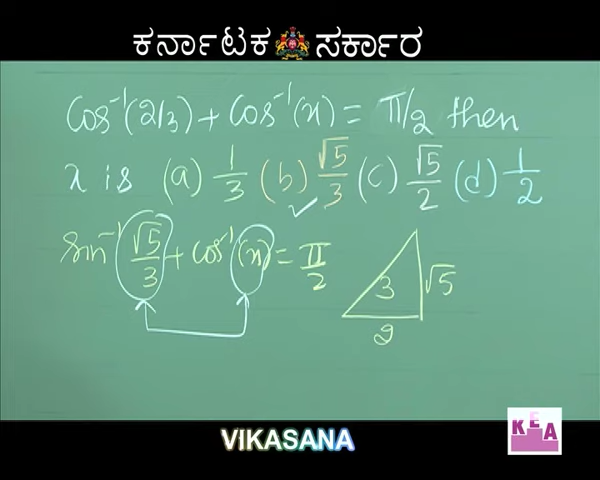 ಕರ್ನಾಟಕ ಸರ್ಕಾರ
Cos⁻¹(2/3) + Cos⁻¹(x) = π/2 then
x is (a) 1/3 (b) √5/3 (c) √5/2 (d) 1/2
sin⁻¹(√5/3) + cos⁻¹(x) = π/2
3 √5
2
VIKASANA
KEA